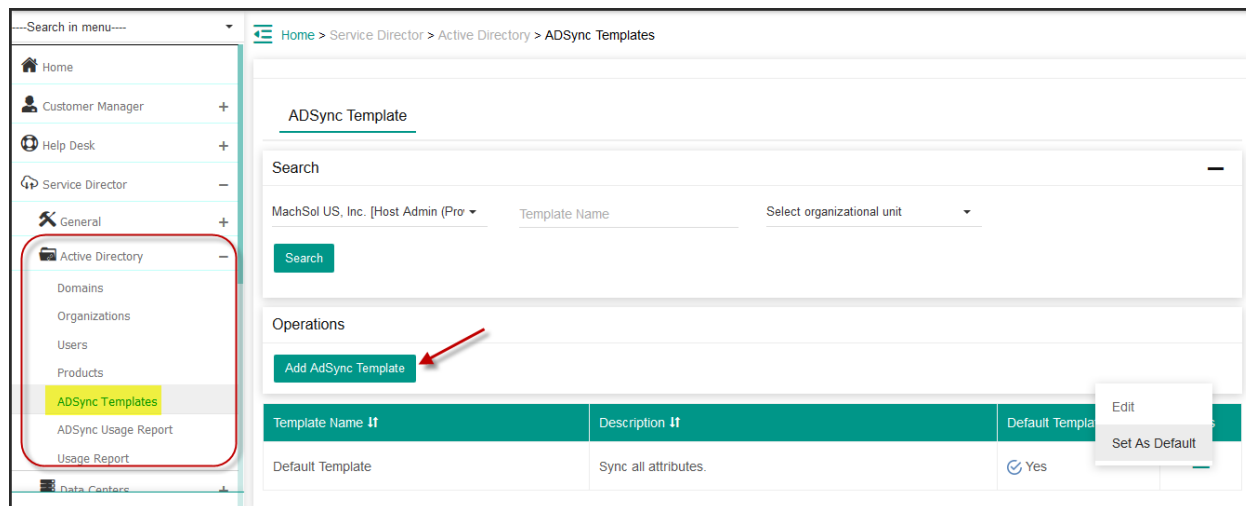 ----Search in menu----
Home > Service Director > Active Directory > ADSync Templates
Home
Customer Manager
Help Desk
Service Director
General
Active Directory
Domains
Organizations
Users
Products
ADSync Templates
ADSync Usage Report
Usage Report
Data Centers
ADSync Template
Search
MachSol US, Inc. [Host Admin (Pro
Template Name
Select organizational unit
Search
Operations
Add AdSync Template
Edit
Set As Default
Template Name Description Default Templa
Default Template Sync all attributes. Yes